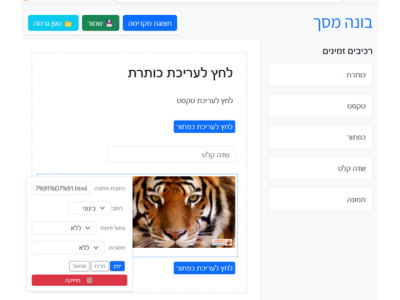 בונה מסך
תצוגה מקדימה
שמור
טען גרסה
רכיבים זמינים
כותרת
טקסט
כפתור
שדה קלט
תמונה
לחץ לעריכת כותרת
לחץ לעריכת טקסט
לחץ לעריכת כפתור
שדה קלט
כתובת תמונה: 7%91%D7%91.html
רוחב: בינוני
עיגול פינות: ללא
מסגרת: ללא
ימין מרכז שמאל
מחיקה
לחץ לעריכת כפתור